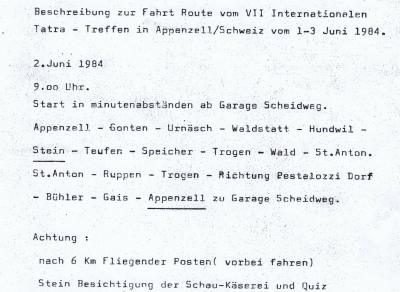 Beschreibung zur Fahrt Route vom VII Internationalen
Tatra - Treffen in Appenzell/Schweiz vom 1-3 Juni 1984.
2.Juni 1984
9.oo Uhr.
Start in minutenabständen ab Garage Scheidweg.
Appenzell - Gonten - Urnäsch - Waldstatt - Hundwil -
Stein - Teufen - Speicher - Trogen - Wald - St.Anton.
St.Anton - Ruppen - Trogen - Richtung Pestalozzi Dorf
- Bühler - Gais - Appenzell zu Garage Scheidweg.
Achtung :
nach 6 Km Fliegender Posten( vorbei fahren)
Stein Besichtigung der Schau-Käserei und Quiz